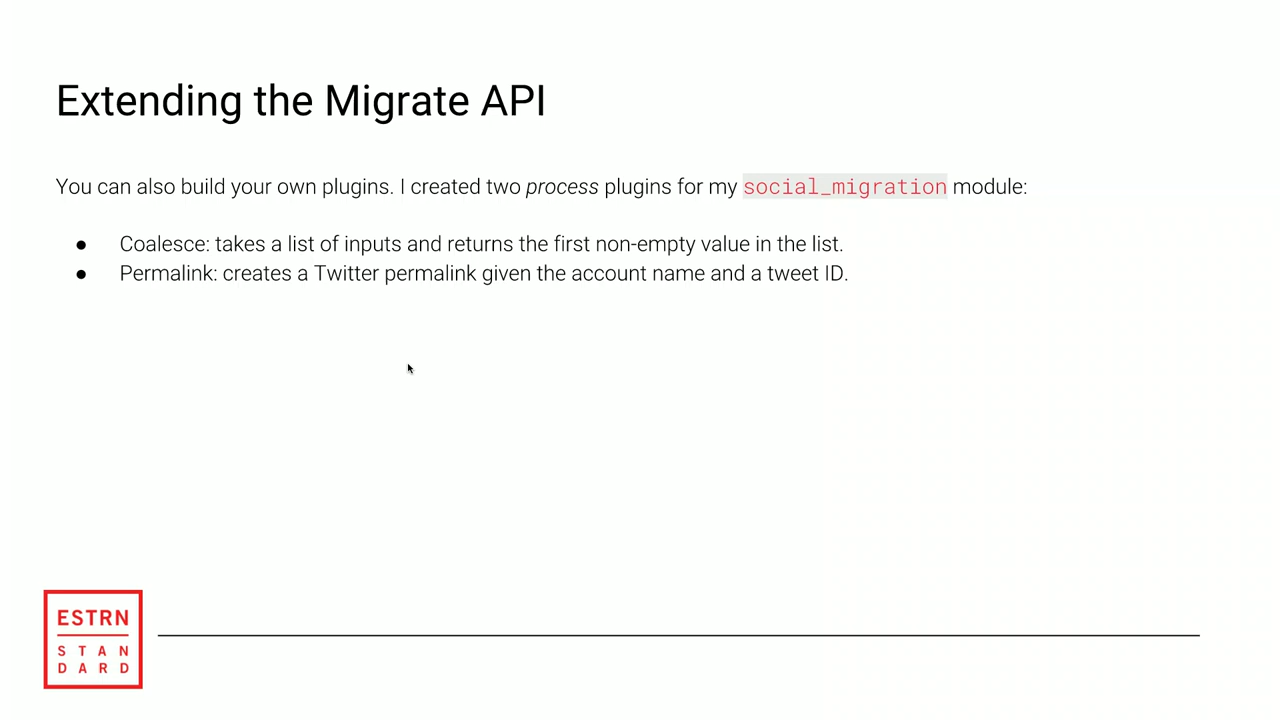 Extending the Migrate API
You can also build your own plugins. I created two process plugins for my social_migration module:
● Coalesce: takes a list of inputs and returns the first non-empty value in the list.
● Permalink: creates a Twitter permalink given the account name and a tweet ID.
ESTRN
STAN
DARD